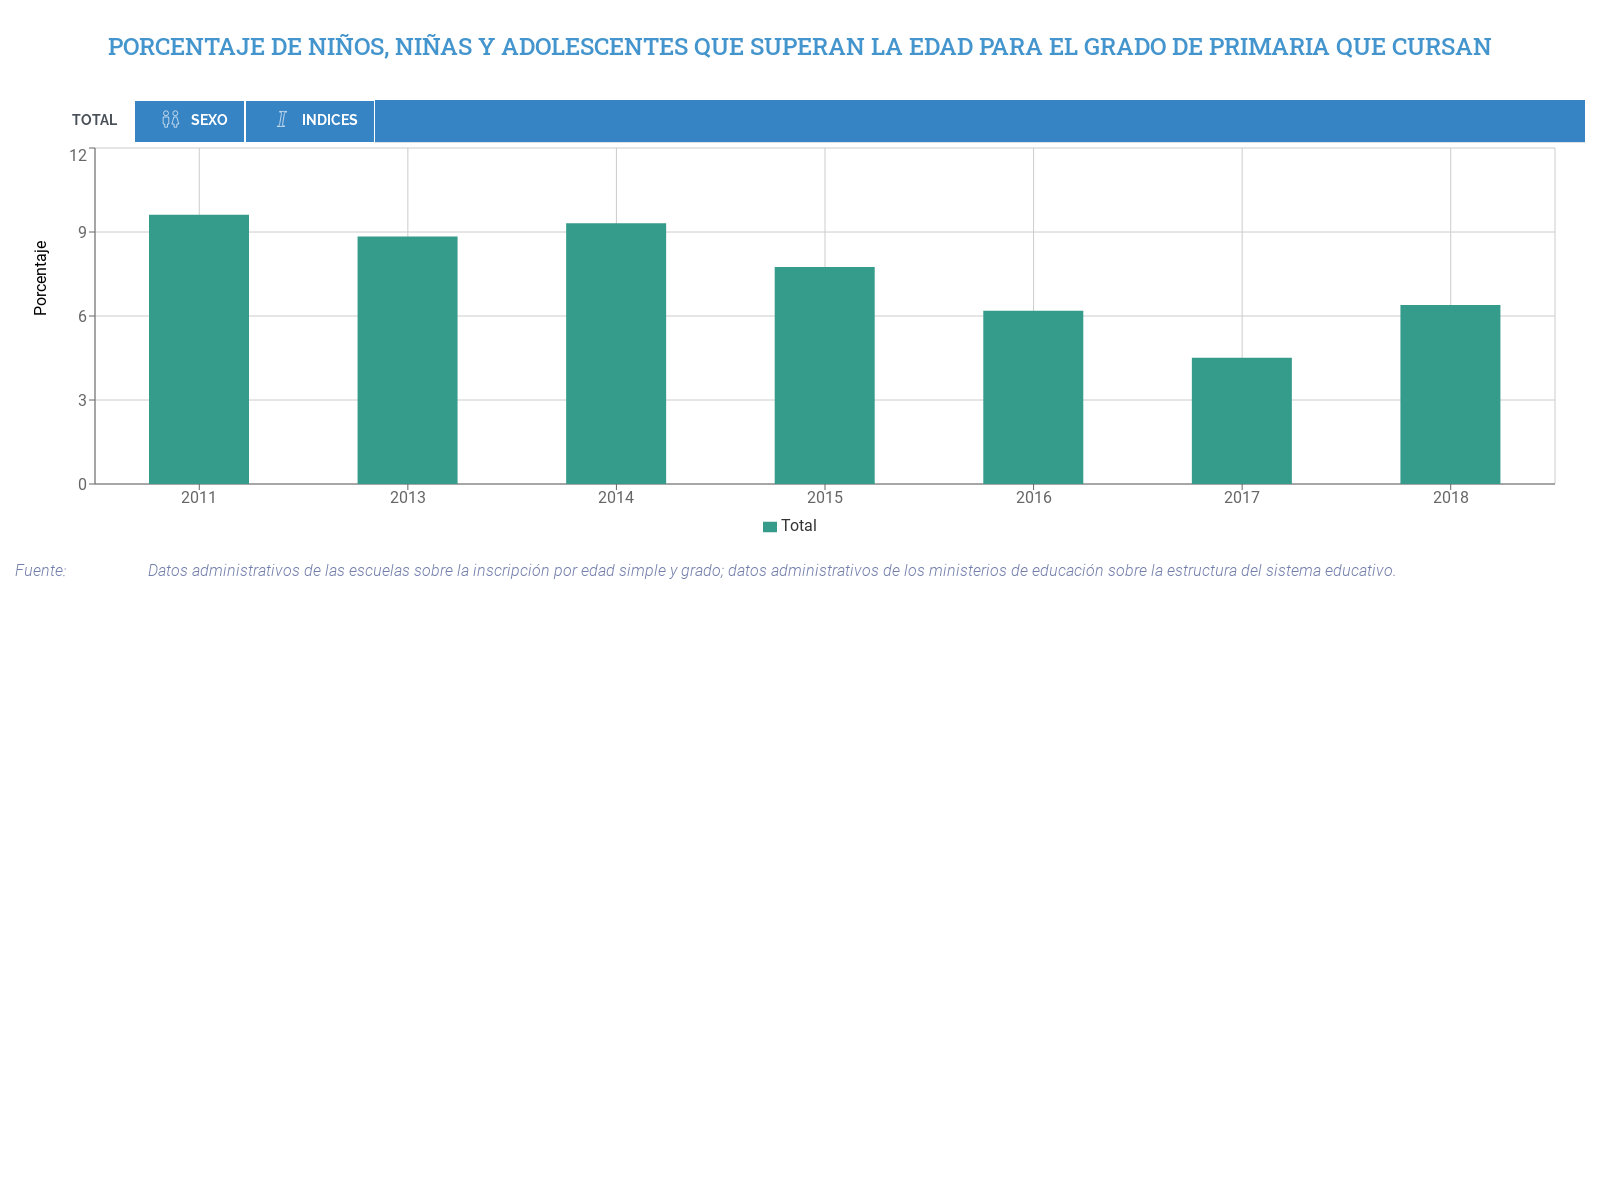 PORCENTAJE DE NIÑOS, NIÑAS Y ADOLESCENTES QUE SUPERAN LA EDAD PARA EL GRADO DE PRIMARIA QUE CURSAN
TOTAL SEXO INDICES
12
9
6
3
0
Porcentaje
2011 2013 2014 2015 2016 2017 2018
Total
Fuente: Datos administrativos de las escuelas sobre la inscripción por edad simple y grado; datos administrativos de los ministerios de educación sobre la estructura del sistema educativo.